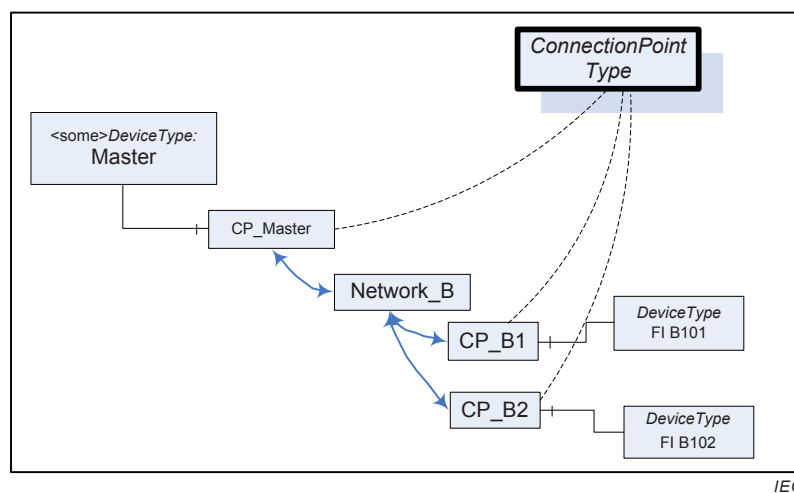 ConnectionPoint
Type
<some>DeviceType:
Master
CP_Master
Network_B
CP_B1
DeviceType
FI B101
CP_B2
DeviceType
FI B102